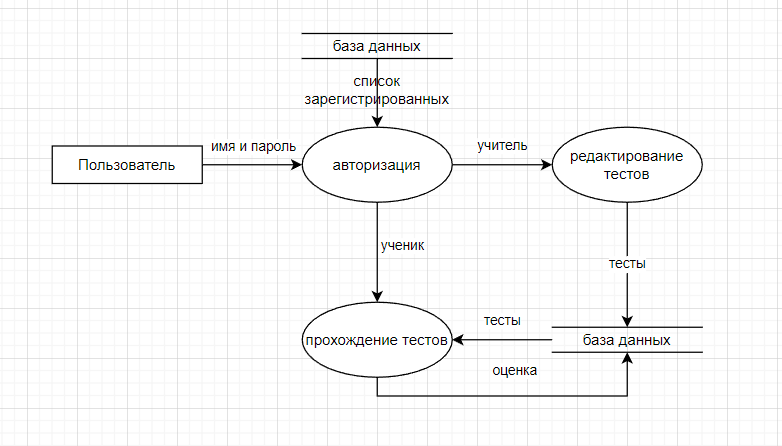 база данных
список
зарегистрированных
имя и пароль
учитель
Пользователь
авторизация
редактирование
тестов
ученик
тесты
тесты
прохождение тестов
база данных
оценка